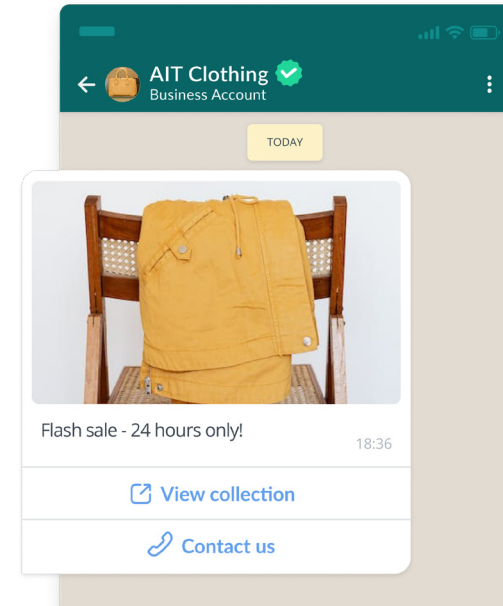 AIT Clothing
Business Account
TODAY
Flash sale - 24 hours only!
18:36
View collection
Contact us